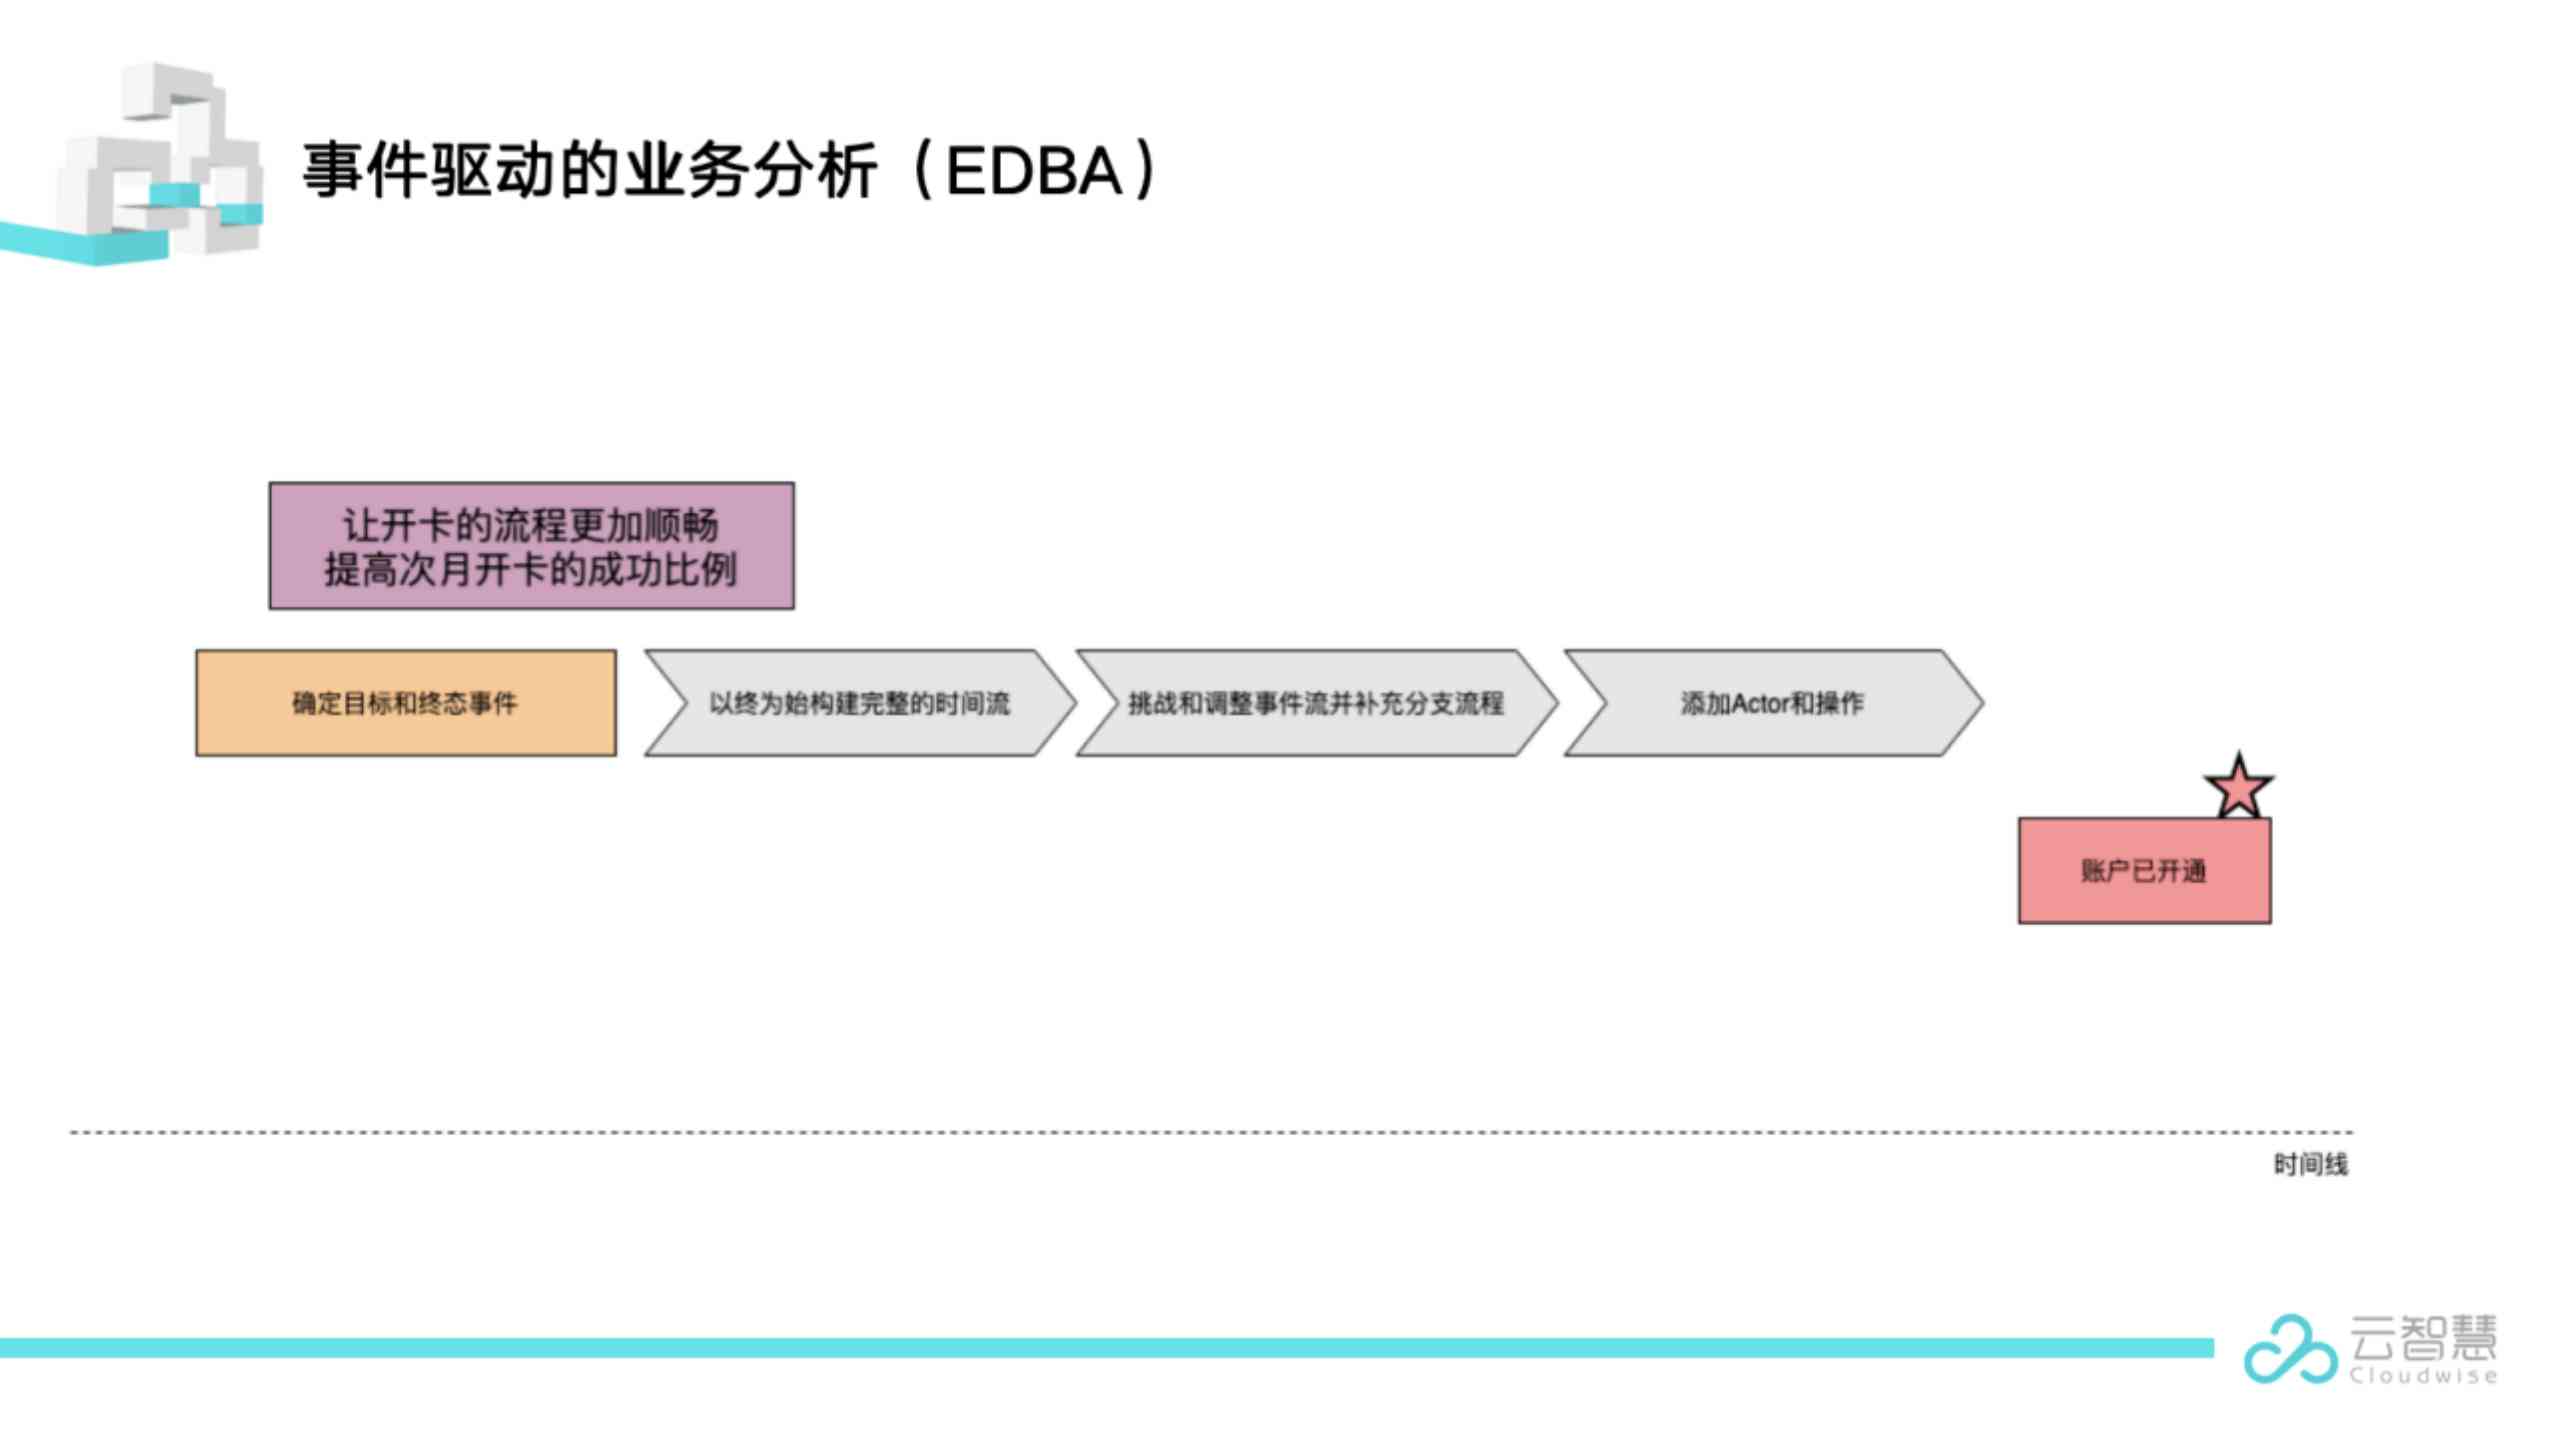 事件驱动的业务分析（EDBA）
让开卡的流程更加顺畅
提高次月开卡的成功比例
确定目标和终态事件
以终为始构建完整的时间流
挑战和调整事件流并补充分支流程
添加Actor和操作
账户已开通
时间线
云智慧
Cloudwise